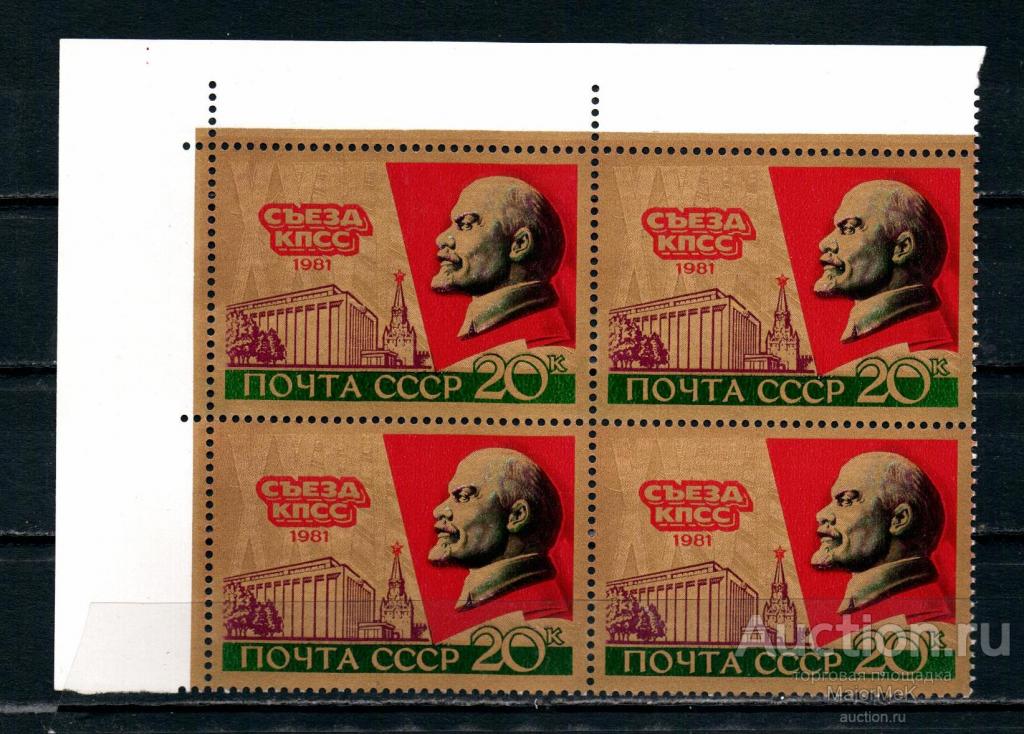 СЪЕЗД
КПСС
1981
ПОЧТА СССР 20К
СЪЕЗД
КПСС
1981
ПОЧТА СССР 20К
СЪЕЗД
КПСС
1981
ПОЧТА СССР 20К
СЪЕЗД
КПСС
1981
ПОЧТА СССР 20К
Auction.ru
торговая площадка
MajorMeK
auction.ru